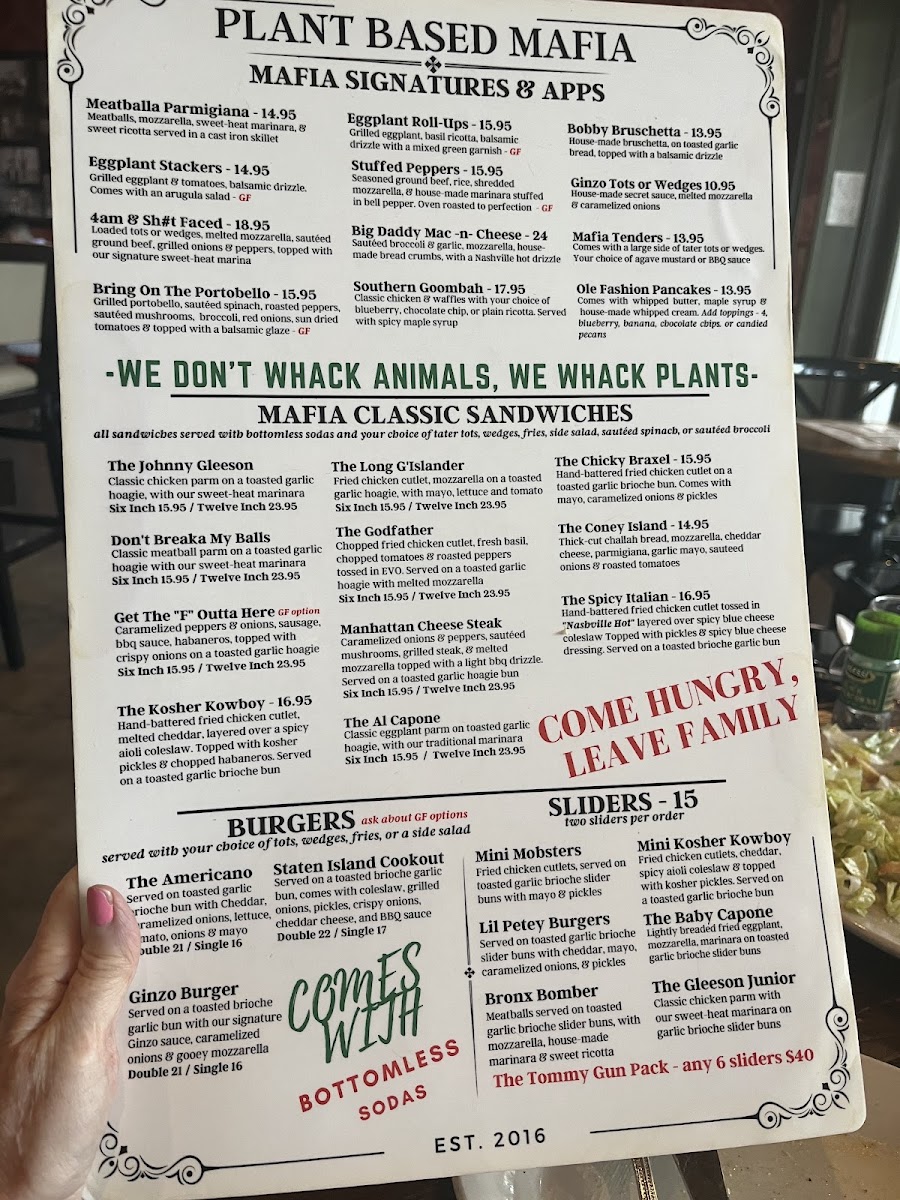 PLANT BASED MAFIA
MAFIA SIGNATURES & APPS
Meatballa Parmigiana - 14.95
Meatballs, mozzarella, sweet-heat marinara, &
sweet ricotta served in a cast iron skillet
Eggplant Stackers - 14.95
Grilled eggplant & tomatoes, balsamic drizzle.
Comes with an arugula salad - GF
4am & Sh#t Faced - 18.95
Loaded tots or wedges, melted mozzarella, sautéed
ground beef, grilled onions & peppers, topped with
our signature sweet-heat marina
Bring On The Portobello - 15.95
Grilled portobello, sautéed spinach, roasted peppers,
sautéed mushrooms, broccoli, red onions, sun dried
tomatoes & topped with a balsamic glaze - GF
Eggplant Roll-Ups - 15.95
Grilled eggplant, basil ricotta, balsamic
drizzle with a mixed green garnish - GF
Stuffed Peppers - 15.95
Seasoned ground beef, rice, shredded
mozzarella, & house-made marinara stuffed
in bell pepper. Oven roasted to perfection - GF
Big Daddy Mac -n- Cheese - 24
Sautéed broccoli & garlic, mozzarella, house-
made bread crumbs, with a Nashville hot drizzle
Southern Goombah - 17.95
Classic chicken & waffles with your choice of
blueberry, chocolate chip, or plain ricotta. Served
with spicy maple syrup
Bobby Bruschetta - 13.95
House-made bruschetta, on toasted garlic
bread, topped with a balsamic drizzle
Ginzo Tots or Wedges 10.95
House-made secret sauce, melted mozzarella
& caramelized onions
Mafia Tenders - 13.95
Comes with a large side of tater tots or wedges.
Your choice of agave mustard or BBQ sauce
Ole Fashion Pancakes - 13.95
Comes with whipped butter, maple syrup &
house-made whipped cream. Add toppings - 4,
blueberry, banana, chocolate chips. or candied
pecans
-WE DON'T WHACK ANIMALS, WE WHACK PLANTS-
MAFIA CLASSIC SANDWICHES
all sandwiches served with bottomless sodas and your choice of tater tots, wedges, fries, side salad, sautéed spinach, or sautéed broccoli
The Johnny Gleeson
Classic chicken parm on a toasted garlic
hoagie, with our sweet-heat marinara
Six Inch 15.95 / Twelve Inch 23.95
Don't Breaka My Balls
Classic meatball parm on a toasted garlic
hoagie with our sweet-heat marinara
Six Inch 15.95 / Twelve Inch 23.95
Get The "F" Outta Here GF option
Caramelized peppers & onions, sausage,
bbq sauce, habaneros, topped with
crispy onions on a toasted garlic hoagie
Six Inch 15.95 / Twelve Inch 23.95
The Kosher Kowboy - 16.95
Hand-battered fried chicken cutlet,
melted cheddar, layered over a spicy
aioli coleslaw. Topped with kosher
pickles & chopped habaneros. Served
on a toasted garlic brioche bun
The Long G'Islander
Fried chicken cutlet, mozzarella on a toasted
garlic hoagie, with mayo, lettuce and tomato
Six Inch 15.95 / Twelve Inch 23.95
The Godfather
Chopped fried chicken cutlet, fresh basil,
chopped tomatoes & roasted peppers
tossed in EVO. Served on a toasted garlic
hoagie with melted mozzarella
Six Inch 15.95 / Twelve Inch 23.95
Manhattan Cheese Steak
Caramelized onions & peppers, sautéed
mushrooms, grilled steak, & melted
mozzarella topped with a light bbq drizzle.
Served on a toasted garlic hoagie bun
Six Inch 15.95 / Twelve Inch 23.95
The Al Capone
Classic eggplant parm on toasted garlic
hoagie, with our traditional marinara
Six Inch 15.95 / Twelve Inch 23.95
The Chicky Braxel - 15.95
Hand-battered fried chicken cutlet on a
toasted garlic brioche bun. Comes with
mayo, caramelized onions & pickles
The Coney Island - 14.95
Thick-cut challah bread, mozzarella, cheddar
cheese, parmigiana, garlic mayo, sauteed
onions & roasted tomatoes
The Spicy Italian - 16.95
Hand-battered fried chicken cutlet tossed in
"Nashville Hot" layered over spicy blue cheese
coleslaw Topped with pickles & spicy blue cheese
dressing. Served on a toasted brioche garlic bun
COME HUNGRY,
LEAVE FAMILY
BURGERS ask about GF options
served with your choice of tots, wedges, fries, or a side salad
The Americano
Served on toasted garlic
brioche bun with Cheddar,
caramelized onions, lettuce,
tomato, onions & mayo
Double 21 / Single 16
Ginzo Burger
Served on a toasted brioche
garlic bun with our signature
Ginzo sauce, caramelized
onions & gooey mozzarella
Double 21 / Single 16
Staten Island Cookout
Served on a toasted brioche garlic
bun, comes with coleslaw, grilled
onions, pickles, crispy onions,
cheddar cheese, and BBQ sauce
Double 22 / Single 17
COMES
WITH
BOTTOMLESS
SODAS
SLIDERS - 15
two sliders per order
Mini Mobsters
Fried chicken cutlets, served on
toasted garlic brioche slider
buns with mayo & pickles
Lil Petey Burgers
Served on toasted garlic brioche
slider buns with cheddar, mayo,
caramelized onions, & pickles
Bronx Bomber
Meatballs served on toasted
garlic brioche slider buns, with
mozzarella, house-made
marinara & sweet ricotta
Mini Kosher Kowboy
Fried chicken cutlets, cheddar,
spicy aioli coleslaw & topped
with kosher pickles. Served on
a toasted garlic brioche bun
The Baby Capone
Lightly breaded fried eggplant,
mozzarella, marinara on toasted
garlic brioche slider buns
The Gleeson Junior
Classic chicken parm with
our sweet-heat marinara on
garlic brioche slider buns
The Tommy Gun Pack - any 6 sliders $40
EST. 2016